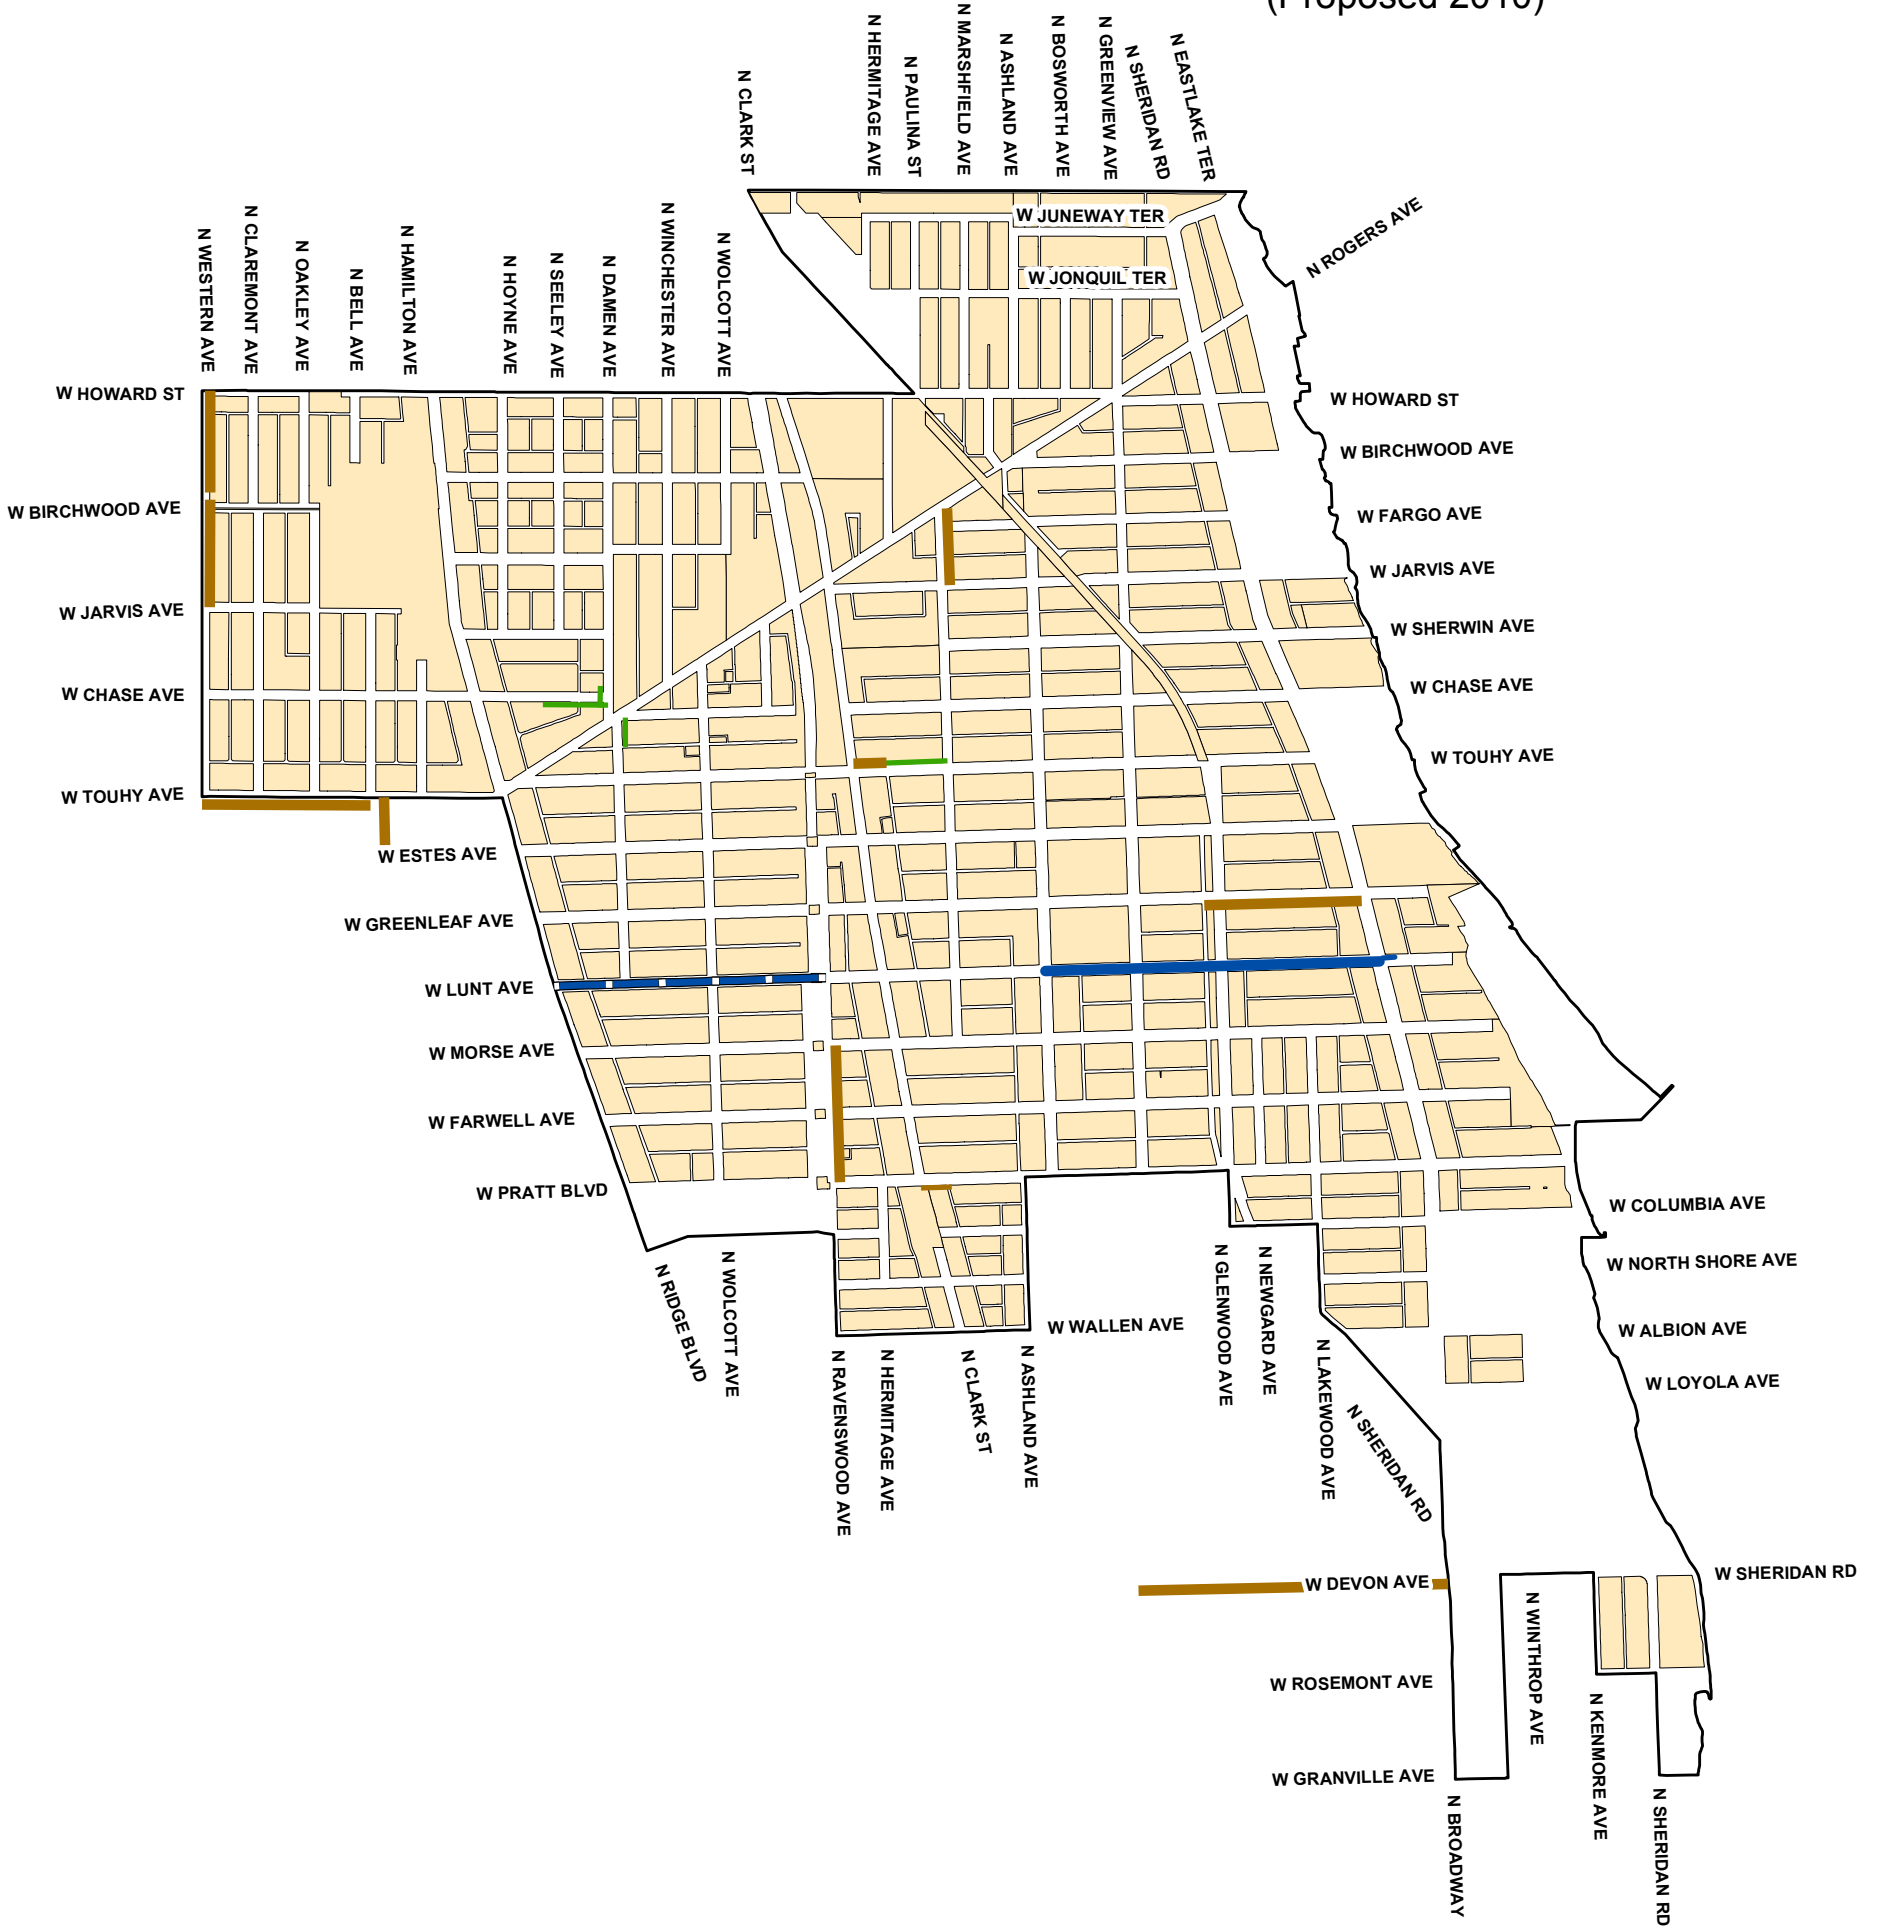 (Proposed 2010)
N CLARK ST
N HERMITAGE AVE
N PAULINA ST
N MARSHFIELD AVE
N ASHLAND AVE
N BOSWORTH AVE
N GREENVIEW AVE
N SHERIDAN RD
N EASTLAKE TER
N ROGERS AVE
W JUNEWAY TER
W JONQUIL TER
N WESTERN AVE
N CLAREMONT AVE
N OAKLEY AVE
N BELL AVE
N HAMILTON AVE
N HOYNE AVE
N SEELEY AVE
N DAMEN AVE
N WINCHESTER AVE
N WOLCOTT AVE
W HOWARD ST
W BIRCHWOOD AVE
W JARVIS AVE
W CHASE AVE
W TOUHY AVE
W ESTES AVE
W GREENLEAF AVE
W LUNT AVE
W MORSE AVE
W FARWELL AVE
W PRATT BLVD
W HOWARD ST
W BIRCHWOOD AVE
W FARGO AVE
W JARVIS AVE
W SHERWIN AVE
W CHASE AVE
W TOUHY AVE
W COLUMBIA AVE
W NORTH SHORE AVE
W ALBION AVE
W LOYOLA AVE
W SHERIDAN RD
N RIDGE BLVD
N WOLCOTT AVE
N RAVENSWOOD AVE
N HERMITAGE AVE
N CLARK ST
N ASHLAND AVE
W WALLEN AVE
N GLENWOOD AVE
N NEWGARD AVE
N LAKEWOOD AVE
N SHERIDAN RD
W DEVON AVE
W ROSEMONT AVE
W GRANVILLE AVE
N BROADWAY
N WINTHROP AVE
N KENMORE AVE
N SHERIDAN RD